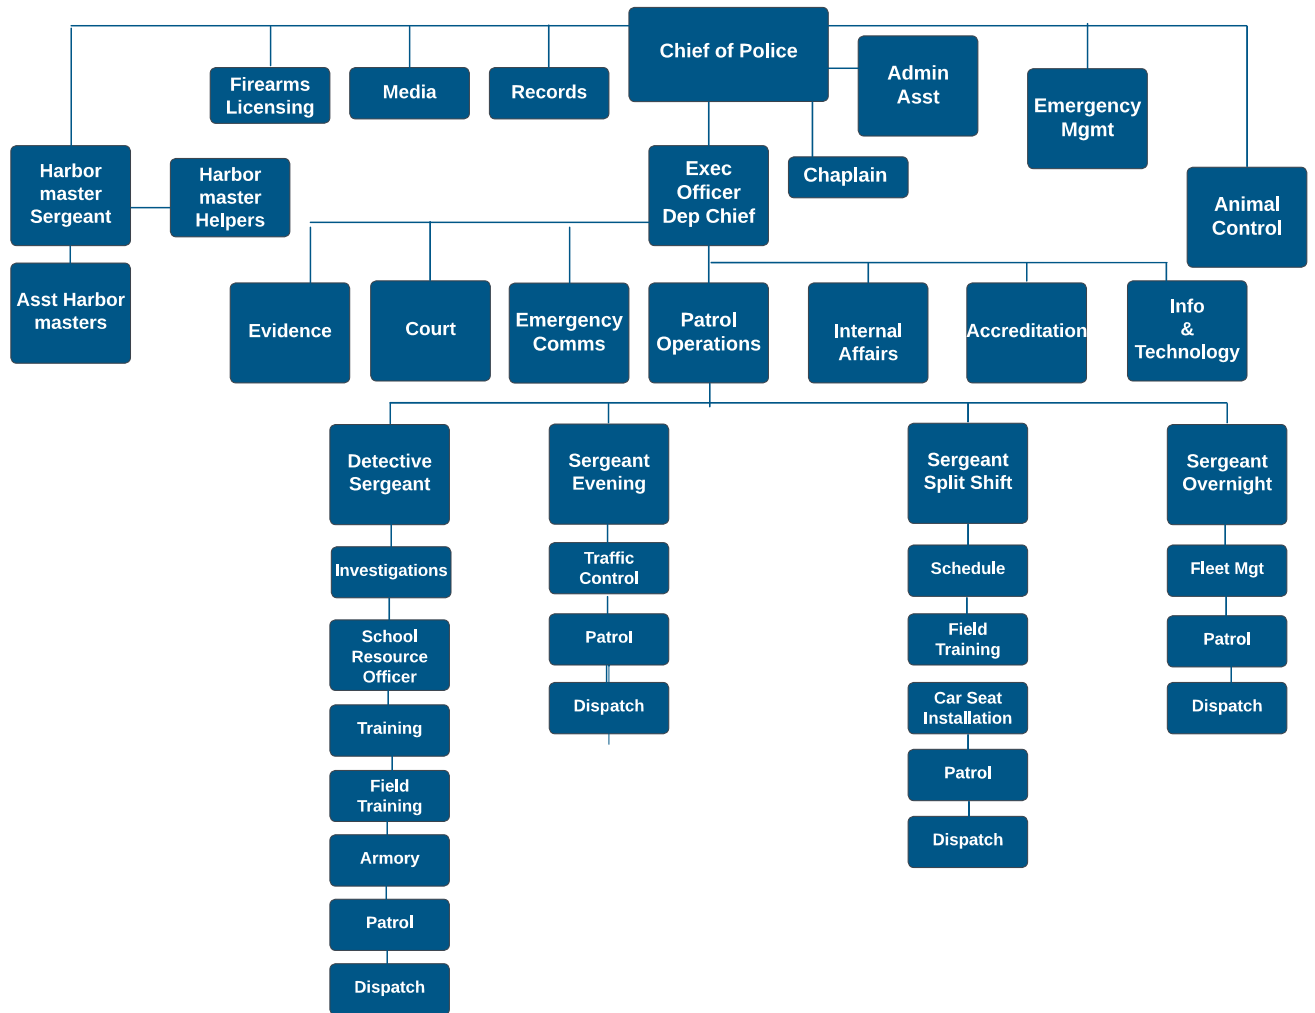 Chief of Police
Firearms
Licensing
Media
Records
Admin
Asst
Emergency
Mgmt
Harbor
master
Sergeant
Harbor
master
Helpers
Exec
Officer
Dep Chief
Chaplain
Animal
Control
Asst Harbor
masters
Evidence
Court
Emergency
Comms
Patrol
Operations
Internal
Affairs
Accreditation
Info
&
Technology
Detective
Sergeant
Sergeant
Evening
Sergeant
Split Shift
Sergeant
Overnight
Investigations
School
Resource
Officer
Training
Field
Training
Armory
Patrol
Dispatch
Traffic
Control
Patrol
Dispatch
Schedule
Field
Training
Car Seat
Installation
Patrol
Dispatch
Fleet Mgt
Patrol
Dispatch